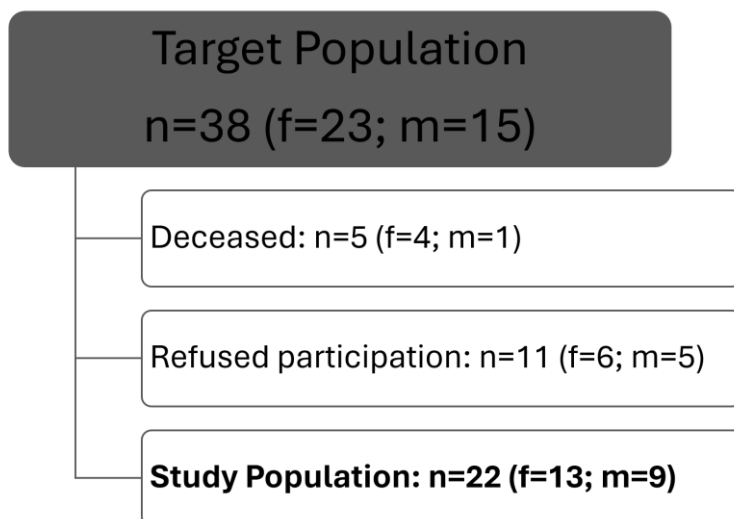 Target Population
n=38 (f=23; m=15)
Deceased: n=5 (f=4; m=1)
Refused participation: n=11 (f=6; m=5)
Study Population: n=22 (f=13; m=9)